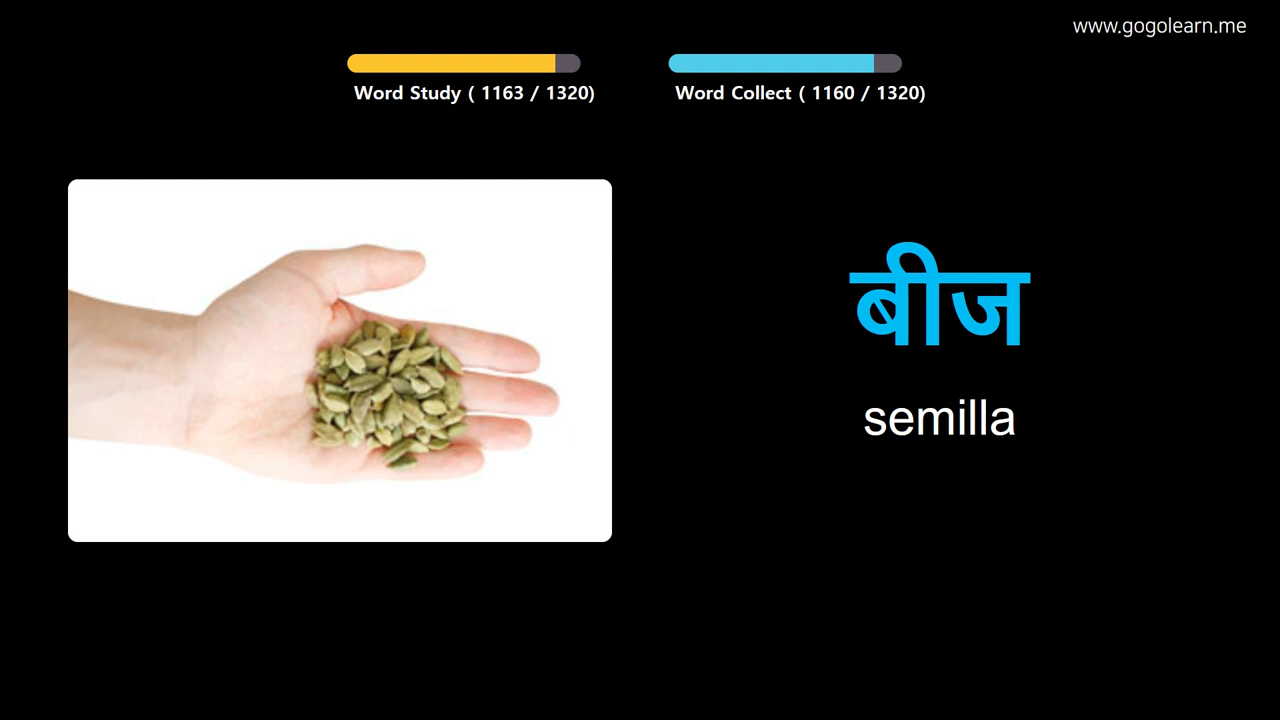 www.gogolearn.me
Word Study ( 1163 / 1320)
Word Collect ( 1160 / 1320)
बीज
semilla